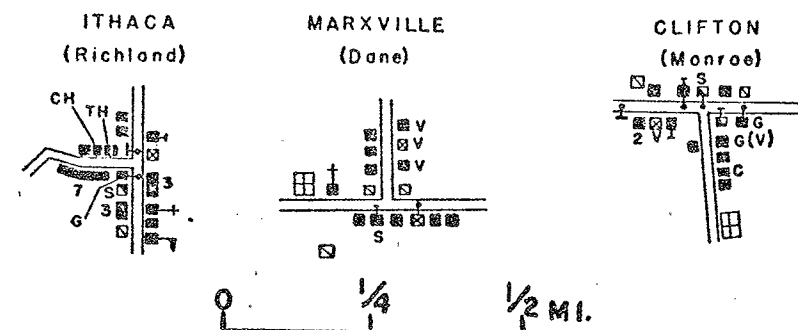 ITHACA
(Richland)
MARXVILLE
(Dane)
CLIFTON
(Monroe)
CH TH
7 S 3
G 3
V
V
V
S
S
2 V G
G(V)
C
0 1/4 1/2 MI.